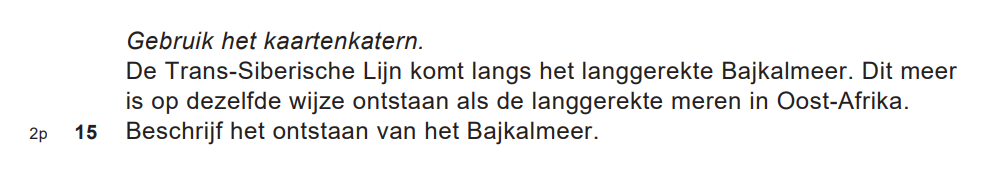 Gebruik het kaartenkatern.
De Trans-Siberische Lijn komt langs het langgerekte Bajkalmeer. Dit meer
is op dezelfde wijze ontstaan als de langgerekte meren in Oost-Afrika.
2p 15 Beschrijf het ontstaan van het Bajkalmeer.